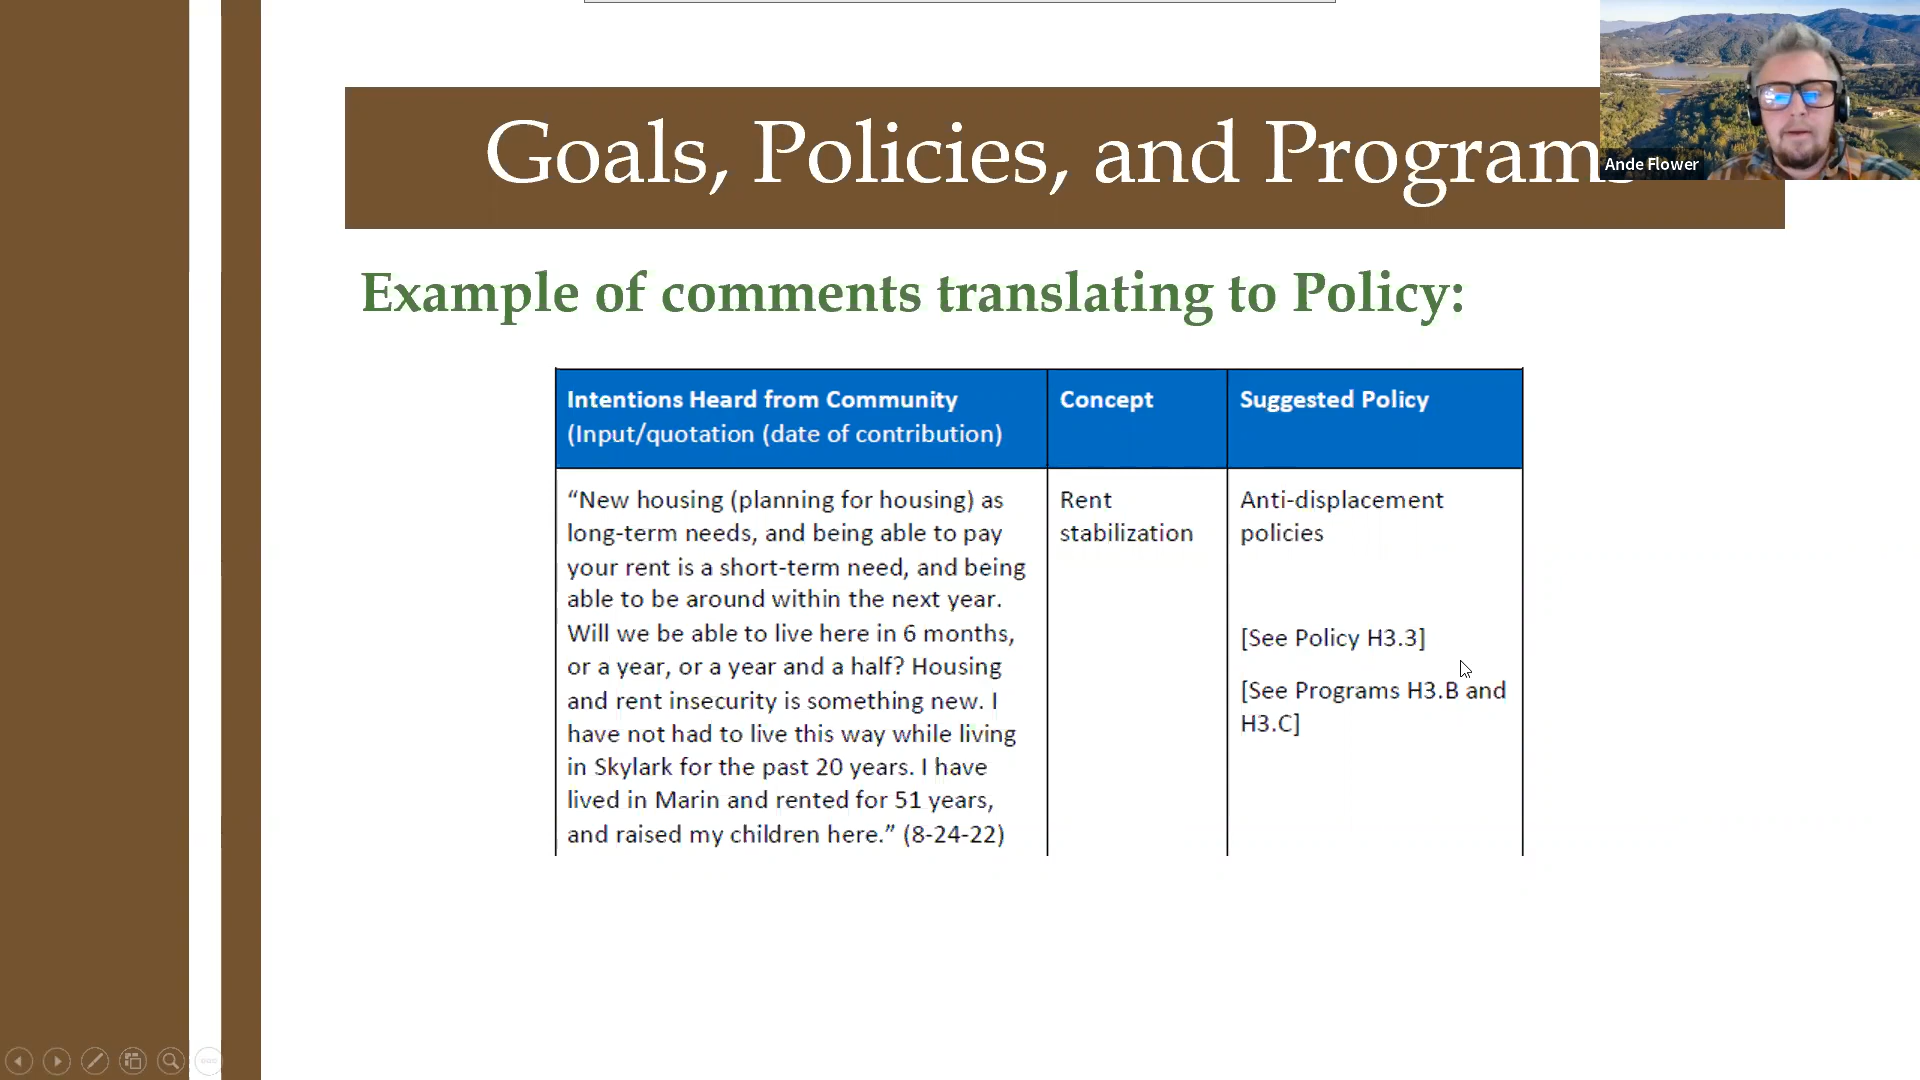 Goals, Policies, and Programs
Ande Flower
Example of comments translating to Policy:
Intentions Heard from Community
(Input/quotation (date of contribution)
Concept
Suggested Policy
“New housing (planning for housing) as
long-term needs, and being able to pay
your rent is a short-term need, and being
able to be around within the next year.
Will we be able to live here in 6 months,
or a year, or a year and a half? Housing
and rent insecurity is something new. I
have not had to live this way while living
in Skylark for the past 20 years. I have
lived in Marin and rented for 51 years,
and raised my children here.” (8-24-22)
Rent
stabilization
Anti-displacement
policies
[See Policy H3.3]
[See Programs H3.B and
H3.C]